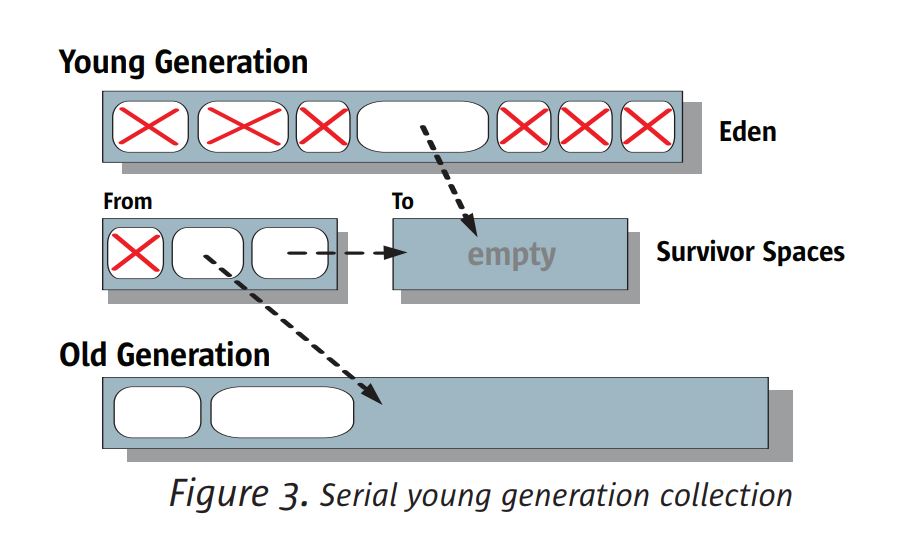 Young Generation
Eden
From
To
empty
Survivor Spaces
Old Generation
Figure 3. Serial young generation collection